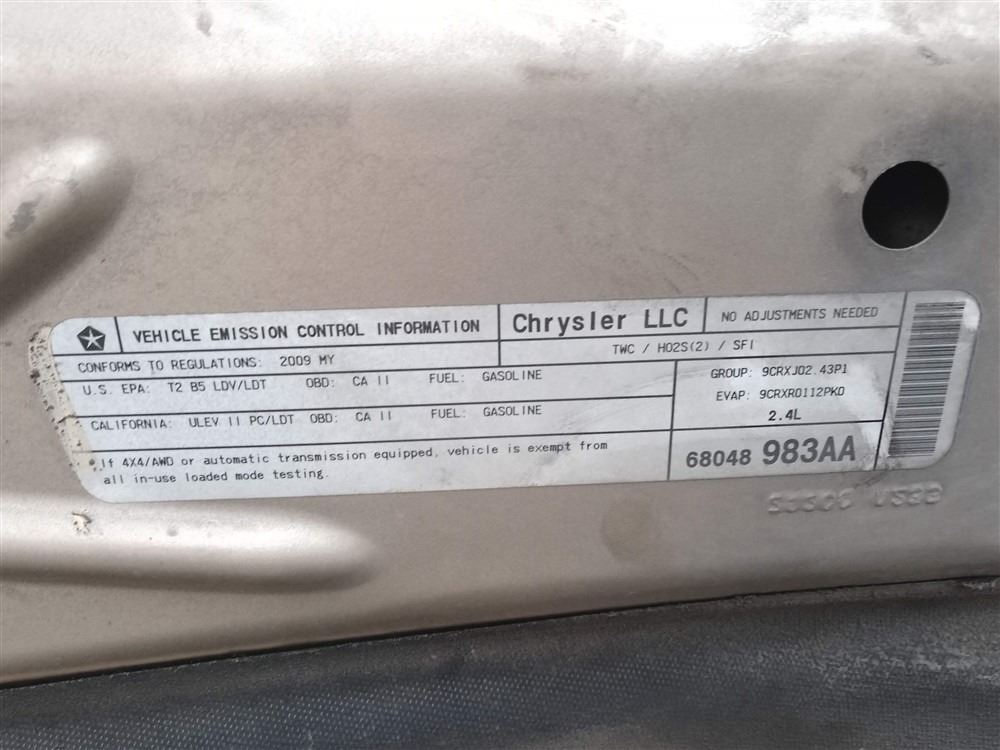 VEHICLE EMISSION CONTROL INFORMATION
Chrysler LLC
NO ADJUSTMENTS NEEDED
CONFORMS TO REGULATIONS: 2009 MY
TWC / HO2S(2) / SFI
U.S. EPA: T2 B5 LDV/LDT OBD: CA II FUEL: GASOLINE
GROUP: 9CRXJ02.43P1
EVAP: 9CRXR0112PK0
CALIFORNIA: ULEV II PC/LDT OBD: CA II FUEL: GASOLINE
2.4L
If 4X4/AWD or automatic transmission equipped, vehicle is exempt from
all in-use loaded mode testing.
68048 983AA